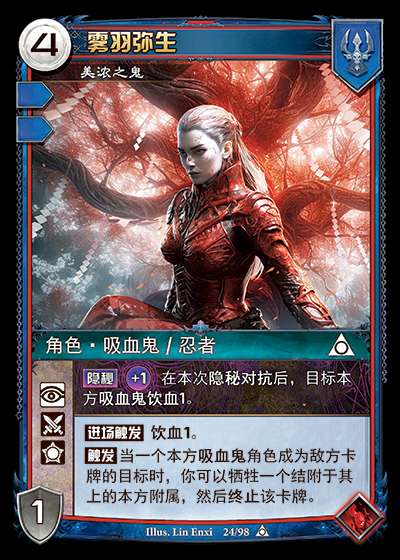 4
雾羽弥生
美浓之鬼
角色·吸血鬼 / 忍者
隐秘 +1 在本次隐秘对抗后，目标本
方吸血鬼饮血1。
进场触发 饮血1。
触发 当一个本方吸血鬼角色成为敌方卡
牌的目标时，你可以牺牲一个结附于其
上的本方附属，然后终止该卡牌。
1
Illus. Lin Enxi 24/98